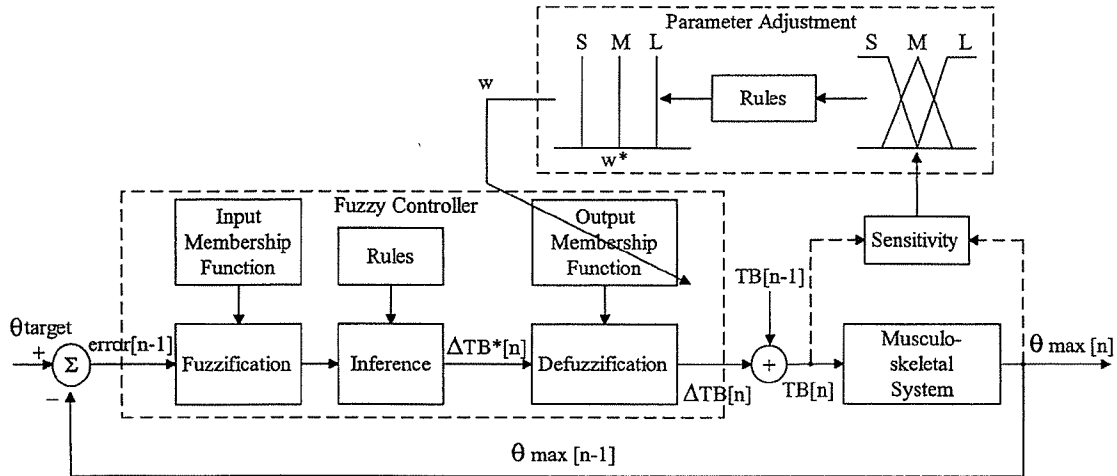 Parameter Adjustment
S M L
S M L
w
Rules
w*
Fuzzy Controller
Input
Membership
Function
Rules
Output
Membership
Function
Sensitivity
TB[n-1]
θtarget
+
Σ
−
error[n-1]
Fuzzification
Inference
ΔTB*[n]
Defuzzification
ΔTB[n]
+
TB[n]
Musculo-
skeletal
System
θ max [n]
θ max [n-1]